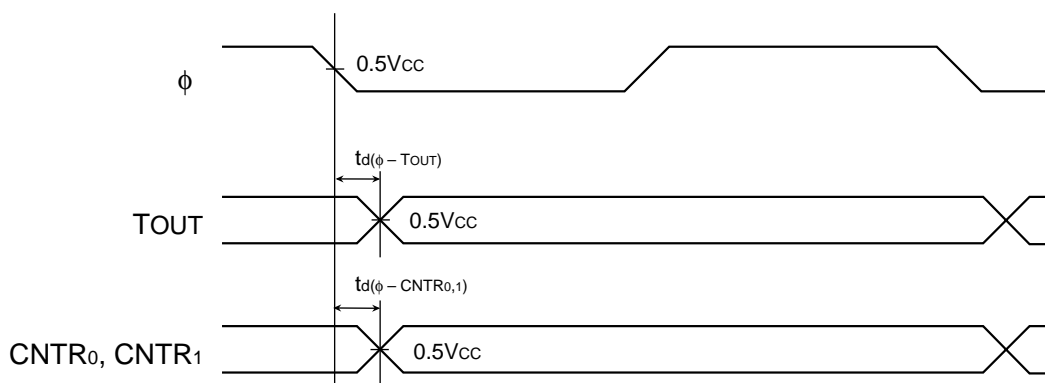 ϕ
0.5VCC
td(ϕ – TOUT)
TOUT
0.5VCC
td(ϕ – CNTR0,1)
CNTR0, CNTR1
0.5VCC